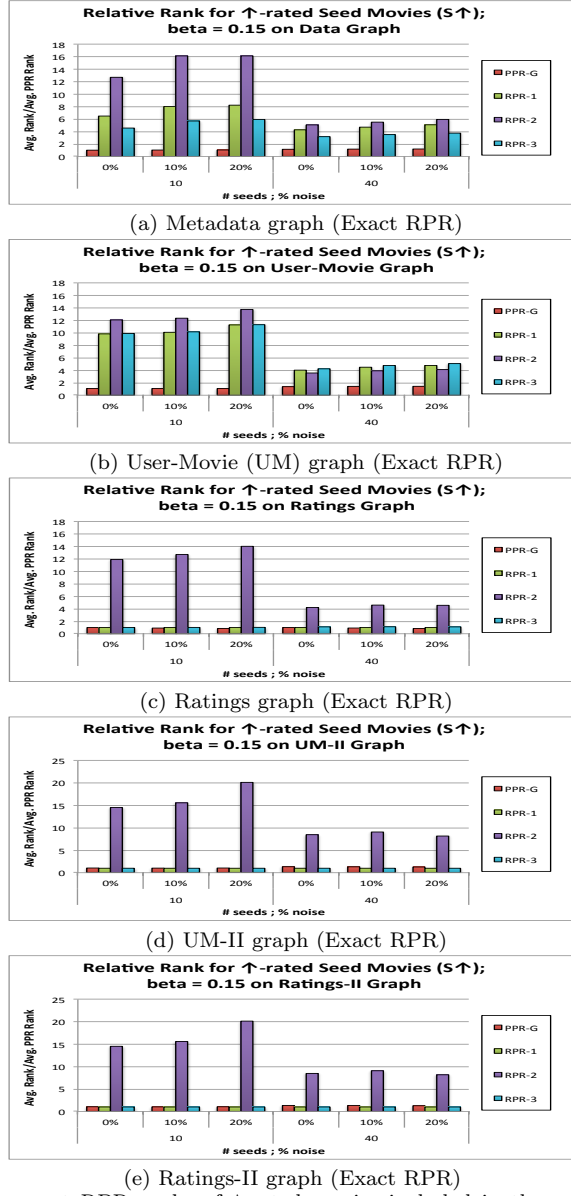 Relative Rank for ↑-rated Seed Movies (S↑);
beta = 0.15 on Data Graph
Avg. Rank/Avg. PPR Rank
18
16
14
12
10
8
6
4
2
0
0% 10% 20% 0% 10% 20%
10 40
# seeds ; % noise
PPR-G
RPR-1
RPR-2
RPR-3
(a) Metadata graph (Exact RPR)
Relative Rank for ↑-rated Seed Movies (S↑);
beta = 0.15 on User-Movie Graph
Avg. Rank/Avg. PPR Rank
18
16
14
12
10
8
6
4
2
0
0% 10% 20% 0% 10% 20%
10 40
# seeds ; % noise
PPR-G
RPR-1
RPR-2
RPR-3
(b) User-Movie (UM) graph (Exact RPR)
Relative Rank for ↑-rated Seed Movies (S↑);
beta = 0.15 on Ratings Graph
Avg. Rank/Avg. PPR Rank
18
16
14
12
10
8
6
4
2
0
0% 10% 20% 0% 10% 20%
10 40
# seeds ; % noise
PPR-G
RPR-1
RPR-2
RPR-3
(c) Ratings graph (Exact RPR)
Relative Rank for ↑-rated Seed Movies (S↑);
beta = 0.15 on UM-II Graph
Avg. Rank/Avg. PPR Rank
25
20
15
10
5
0
0% 10% 20% 0% 10% 20%
10 40
# seeds ; % noise
PPR-G
RPR-1
RPR-2
RPR-3
(d) UM-II graph (Exact RPR)
Relative Rank for ↑-rated Seed Movies (S↑);
beta = 0.15 on Ratings-II Graph
Avg. Rank/Avg. PPR Rank
25
20
15
10
5
0
0% 10% 20% 0% 10% 20%
10 40
# seeds ; % noise
PPR-G
RPR-1
RPR-2
RPR-3
(e) Ratings-II graph (Exact RPR)